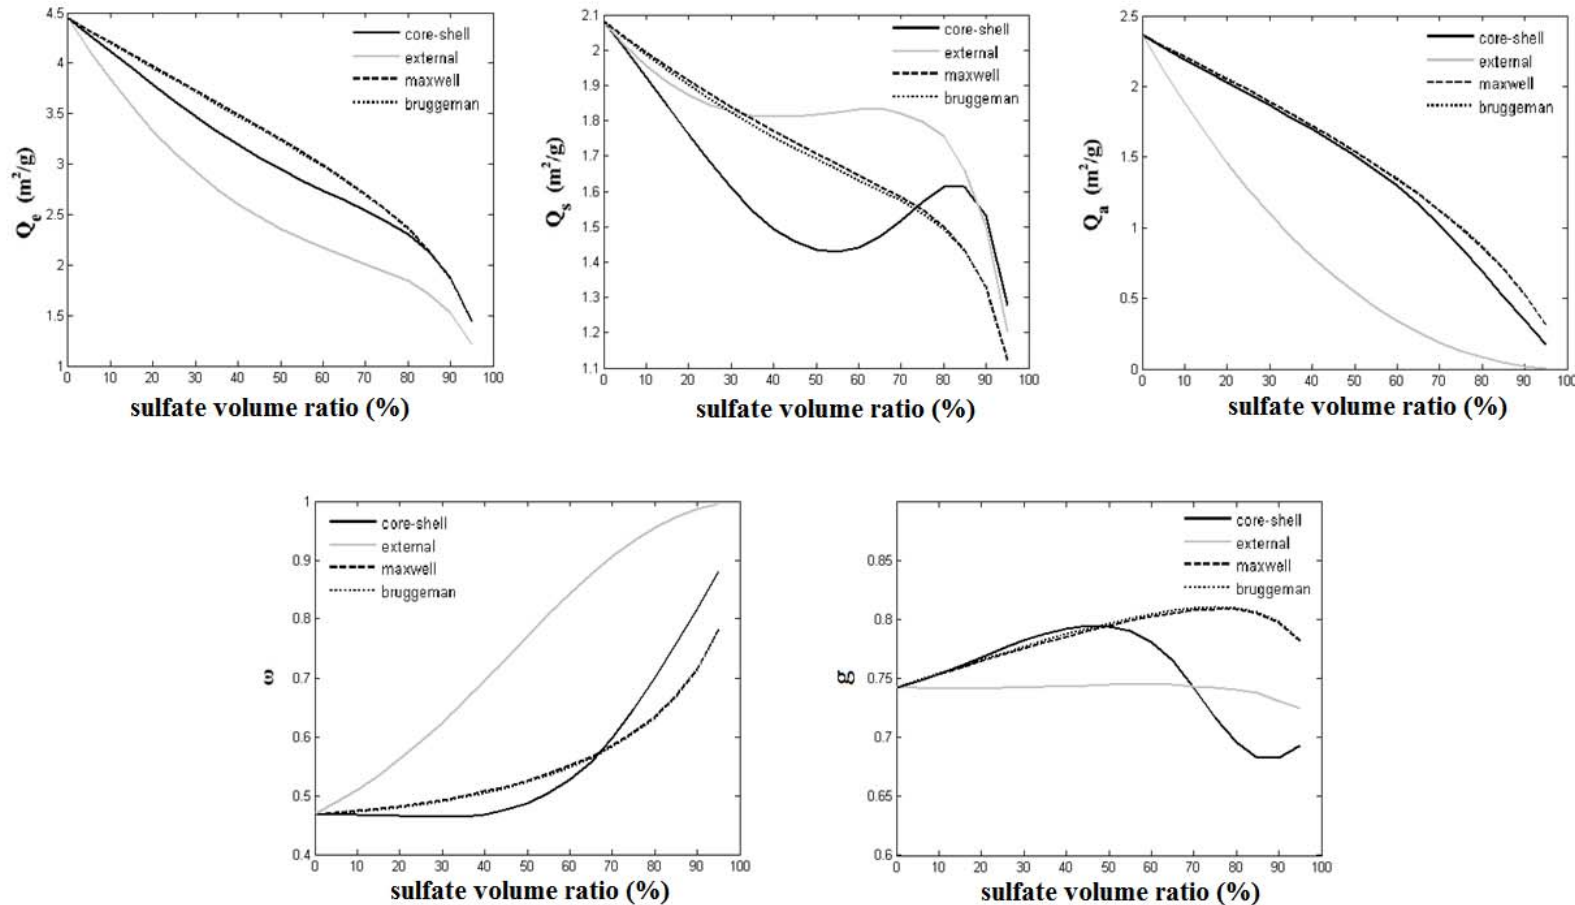 4.5
4
3.5
3
2.5
2
1.5
1
Q_e (m²/g)
core-shell
external
maxwell
bruggeman
0 10 20 30 40 50 60 70 80 90 100
sulfate volume ratio (%)
2.1
2
1.9
1.8
1.7
1.6
1.5
1.4
1.3
1.2
1.1
Q_s (m²/g)
core-shell
external
maxwell
bruggeman
0 10 20 30 40 50 60 70 80 90 100
sulfate volume ratio (%)
2.5
2
1.5
1
0.5
0
Q_a (m²/g)
core-shell
external
maxwell
bruggeman
0 10 20 30 40 50 60 70 80 90 100
sulfate volume ratio (%)
1
0.9
0.8
0.7
0.6
0.5
0.4
ω
core-shell
external
maxwell
bruggeman
0 10 20 30 40 50 60 70 80 90 100
sulfate volume ratio (%)
0.85
0.8
0.75
0.7
0.65
0.6
g
core-shell
external
maxwell
bruggeman
0 10 20 30 40 50 60 70 80 90 100
sulfate volume ratio (%)